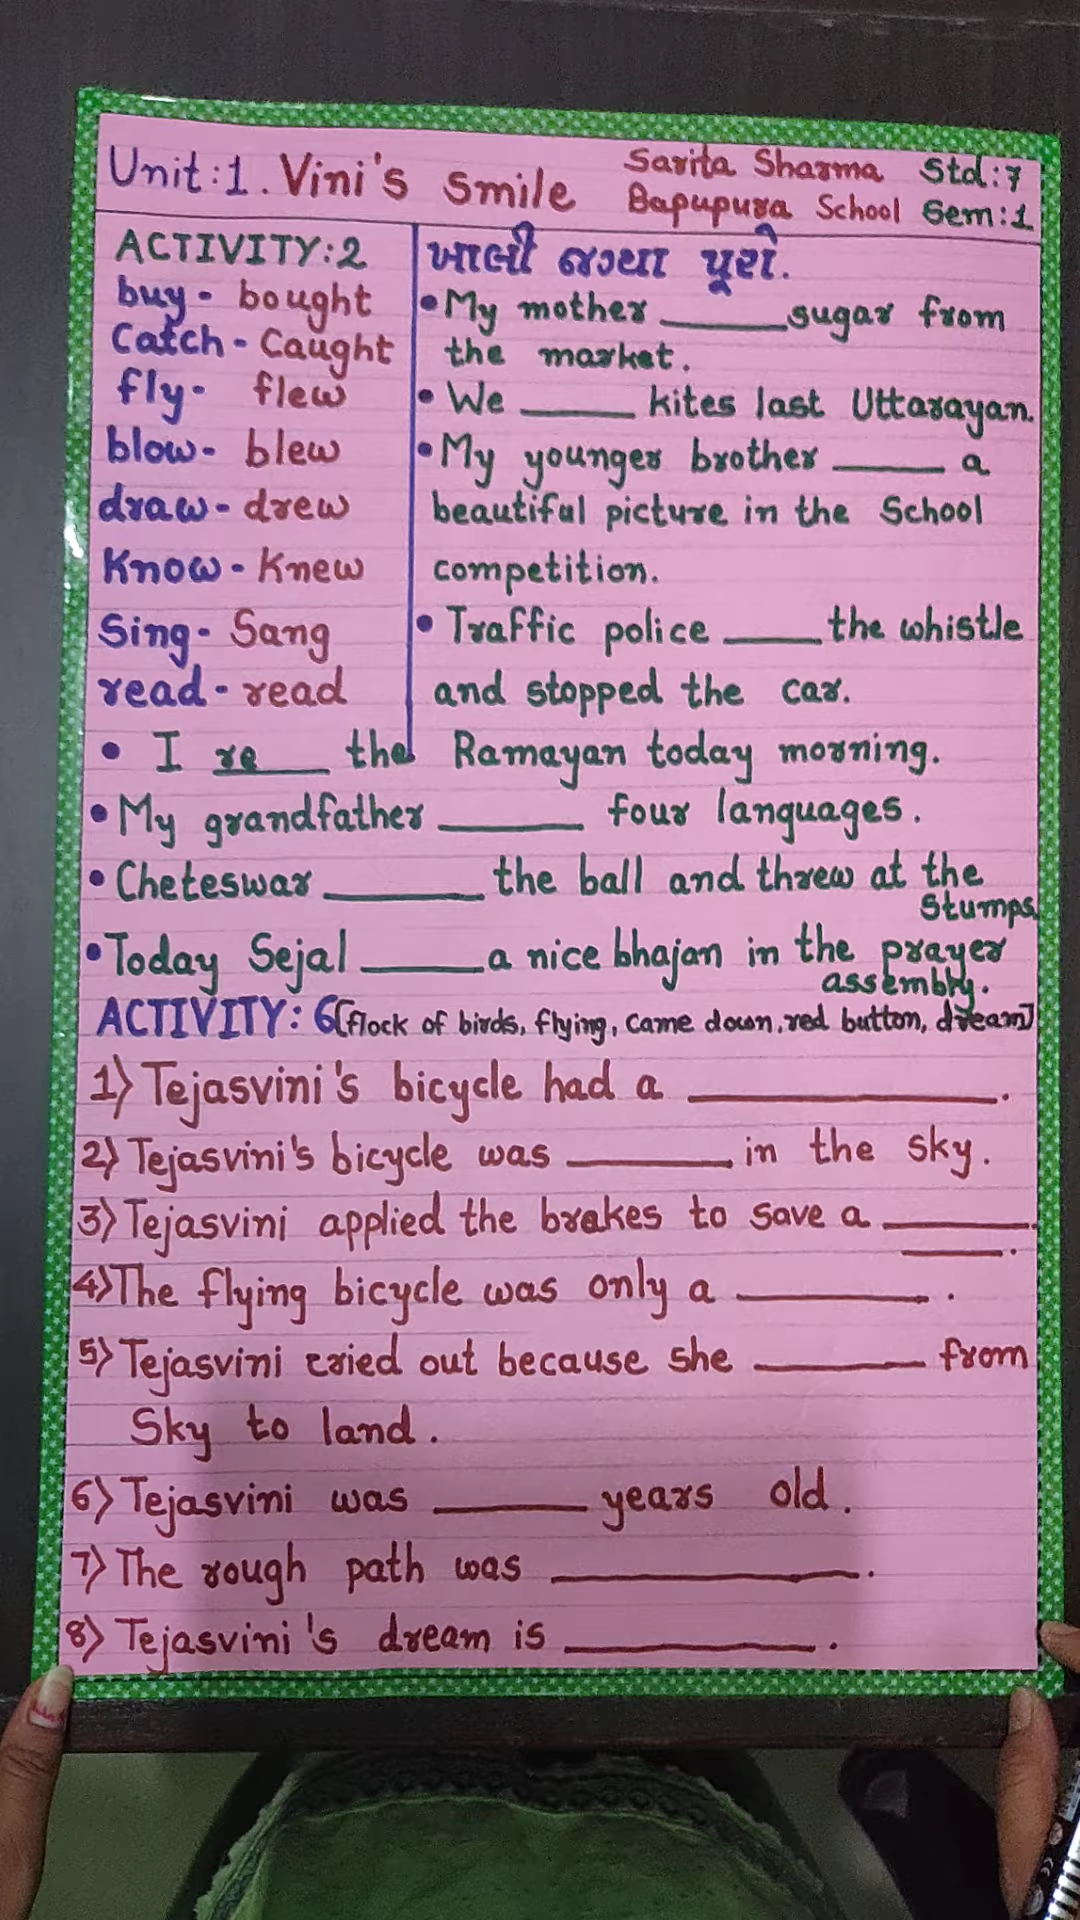 Unit:1. Vini's Smile
Sarita Sharma Std:7
Bapupura School Sem:1
ACTIVITY:2
buy - bought
Catch - Caught
fly - flew
blow - blew
draw - drew
Know - Knew
Sing - Sang
read - read
ખાલી જગ્યા પૂરો.
• My mother ______ sugar from
the market.
• We ______ kites last Uttarayan.
• My younger brother ______ a
beautiful picture in the School
competition.
• Traffic police ______ the whistle
and stopped the car.
• I re___ the Ramayan today morning.
• My grandfather ______ four languages.
• Cheteswar ______ the ball and threw at the
Stumps.
• Today Sejal ______ a nice bhajan in the prayer
assembly.
ACTIVITY: 6 [flock of birds, flying, came down, red button, dream]
1) Tejasvini's bicycle had a ______.
2) Tejasvini's bicycle was ______ in the sky.
3) Tejasvini applied the brakes to save a ______
______.
4) The flying bicycle was only a ______.
5) Tejasvini cried out because she ______ from
Sky to land.
6) Tejasvini was ______ years old.
7) The rough path was ______.
8) Tejasvini's dream is ______.